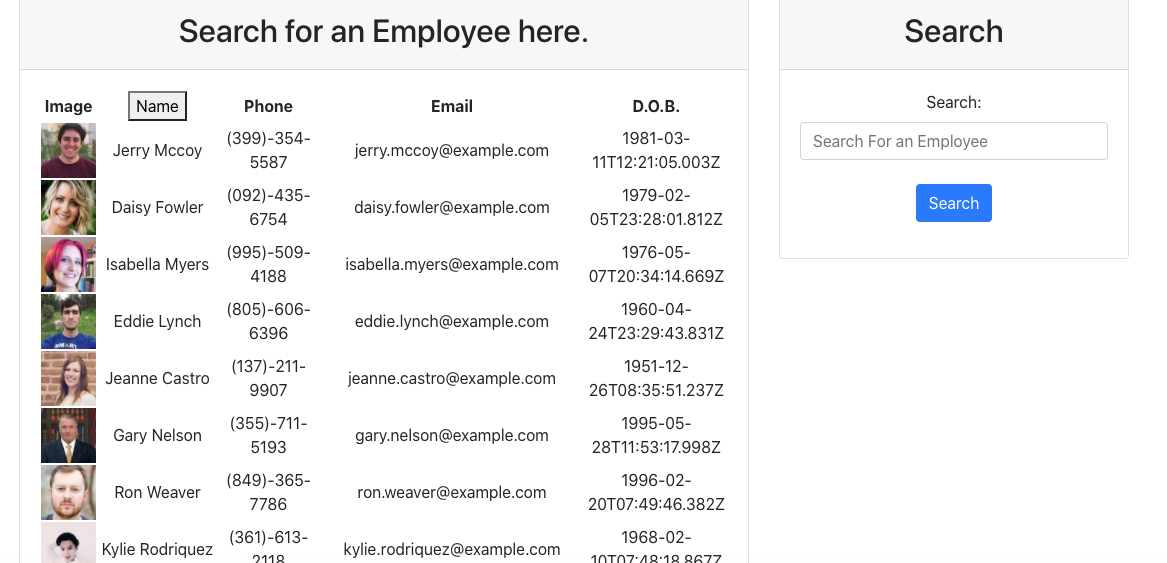 Search for an Employee here.
Image Name Phone Email D.O.B.
Jerry Mccoy (399)-354-5587 jerry.mccoy@example.com 1981-03-11T12:21:05.003Z
Daisy Fowler (092)-435-6754 daisy.fowler@example.com 1979-02-05T23:28:01.812Z
Isabella Myers (995)-509-4188 isabella.myers@example.com 1976-05-07T20:34:14.669Z
Eddie Lynch (805)-606-6396 eddie.lynch@example.com 1960-04-24T23:29:43.831Z
Jeanne Castro (137)-211-9907 jeanne.castro@example.com 1951-12-26T08:35:51.237Z
Gary Nelson (355)-711-5193 gary.nelson@example.com 1995-05-28T11:53:17.998Z
Ron Weaver (849)-365-7786 ron.weaver@example.com 1996-02-20T07:49:46.382Z
Kylie Rodriquez (361)-613-2118 kylie.rodriquez@example.com 1968-02-10T07:48:18.867Z
Search
Search:
Search For an Employee
Search